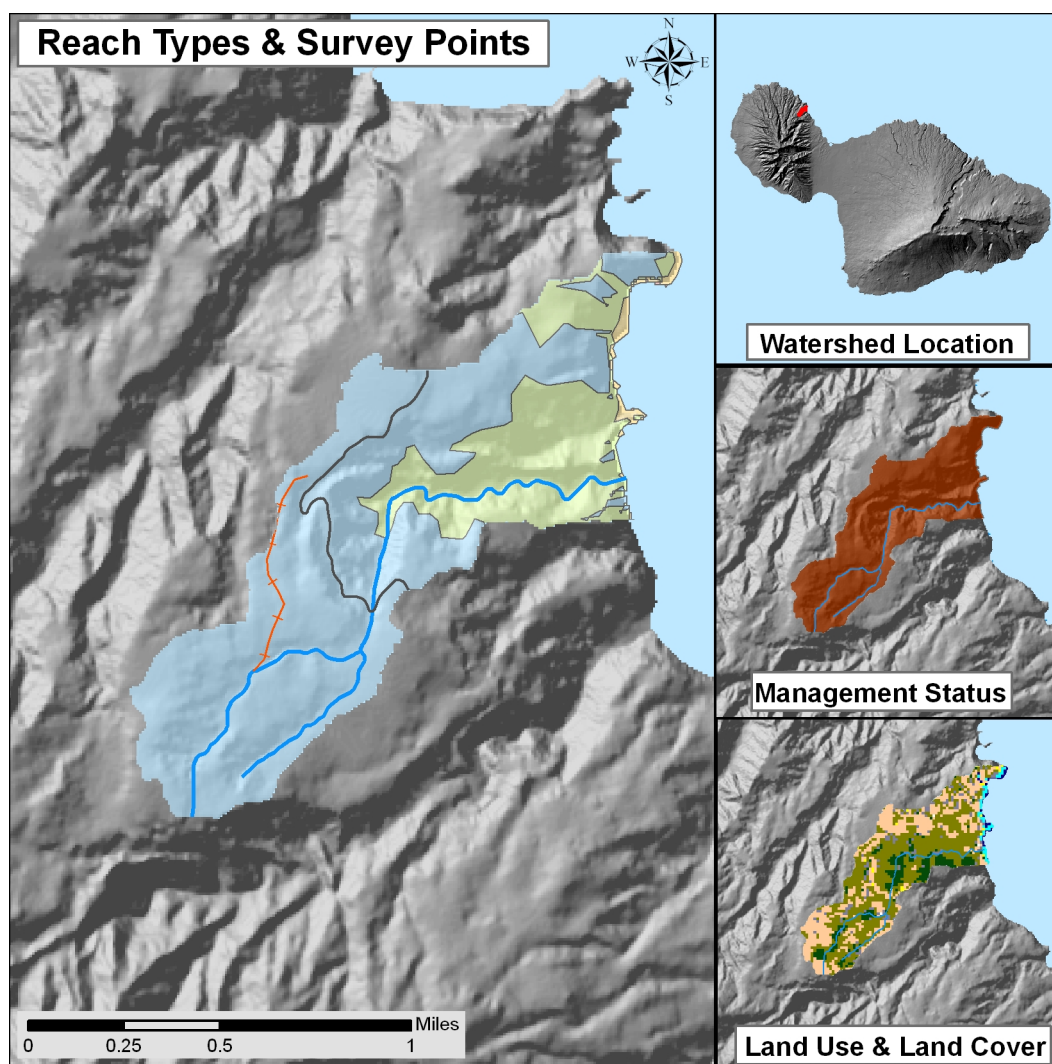 Reach Types & Survey Points
N
W E
S
Watershed Location
Management Status
Miles
0 0.25 0.5 1
Land Use & Land Cover